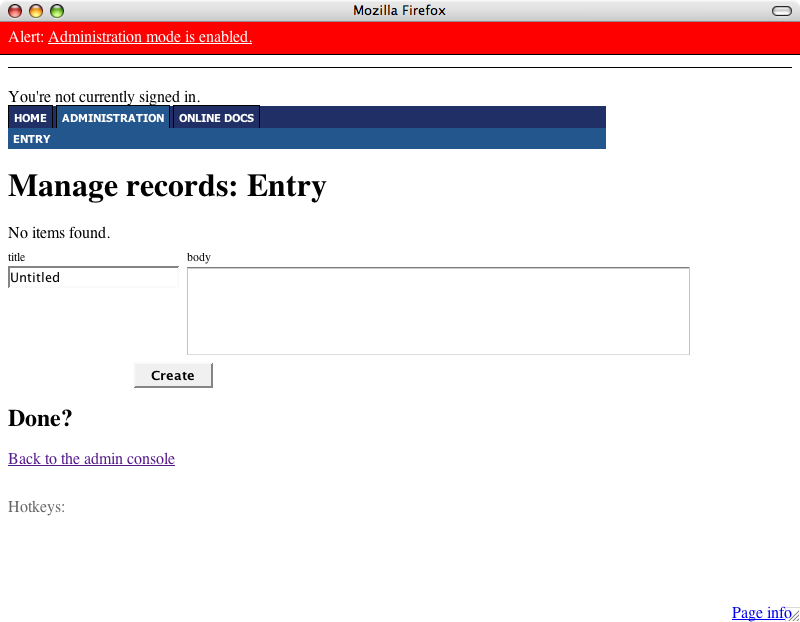 Mozilla Firefox
Alert: Administration mode is enabled.
You're not currently signed in.
HOME ADMINISTRATION ONLINE DOCS
ENTRY
Manage records: Entry
No items found.
title body
Untitled
Create
Done?
Back to the admin console
Hotkeys:
Page info